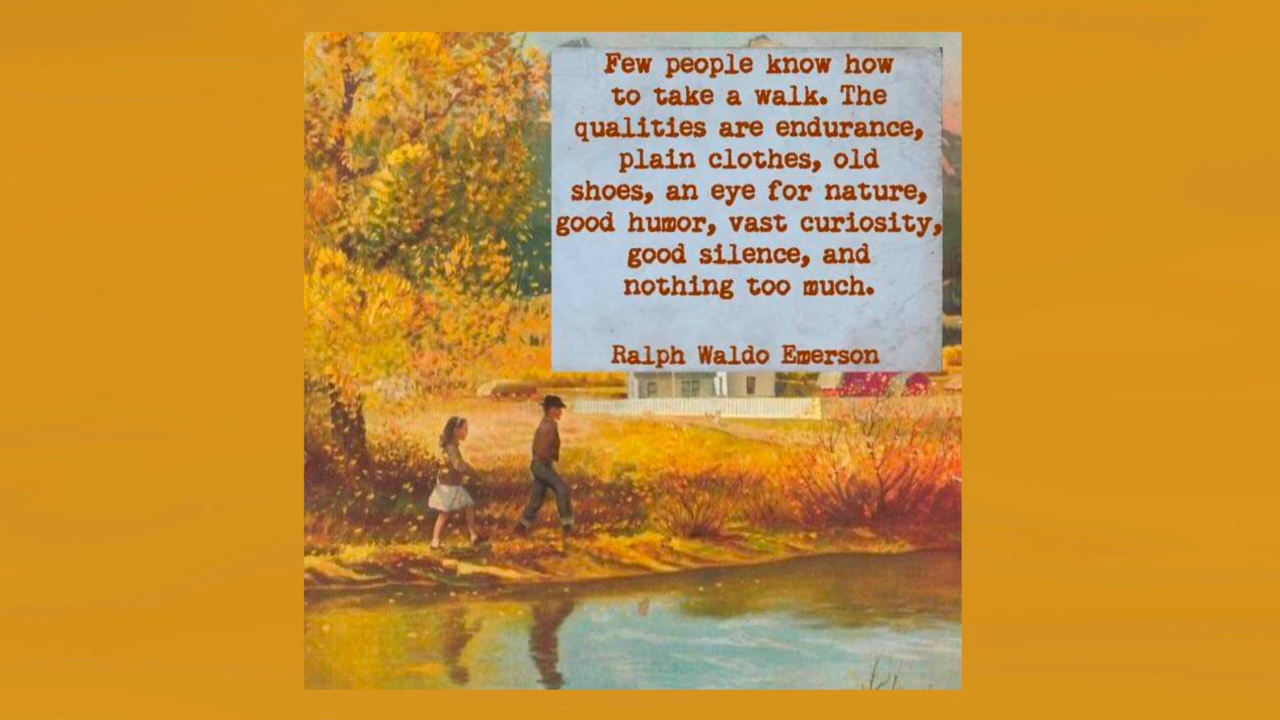 Few people know how
to take a walk. The
qualities are endurance,
plain clothes, old
shoes, an eye for nature,
good humor, vast curiosity,
good silence, and
nothing too much.
Ralph Waldo Emerson